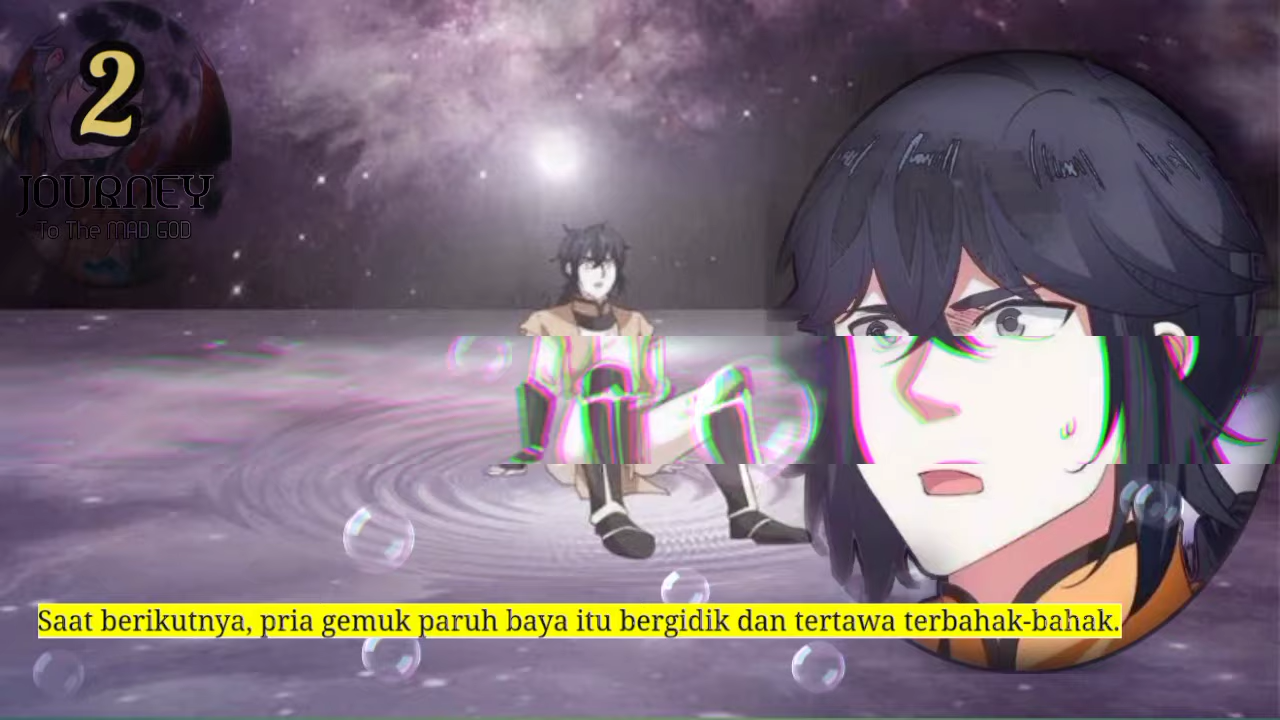 2
JOURNEY
To The MAD GOD
Saat berikutnya, pria gemuk paruh baya itu bergidik dan tertawa terbahak-bahak.